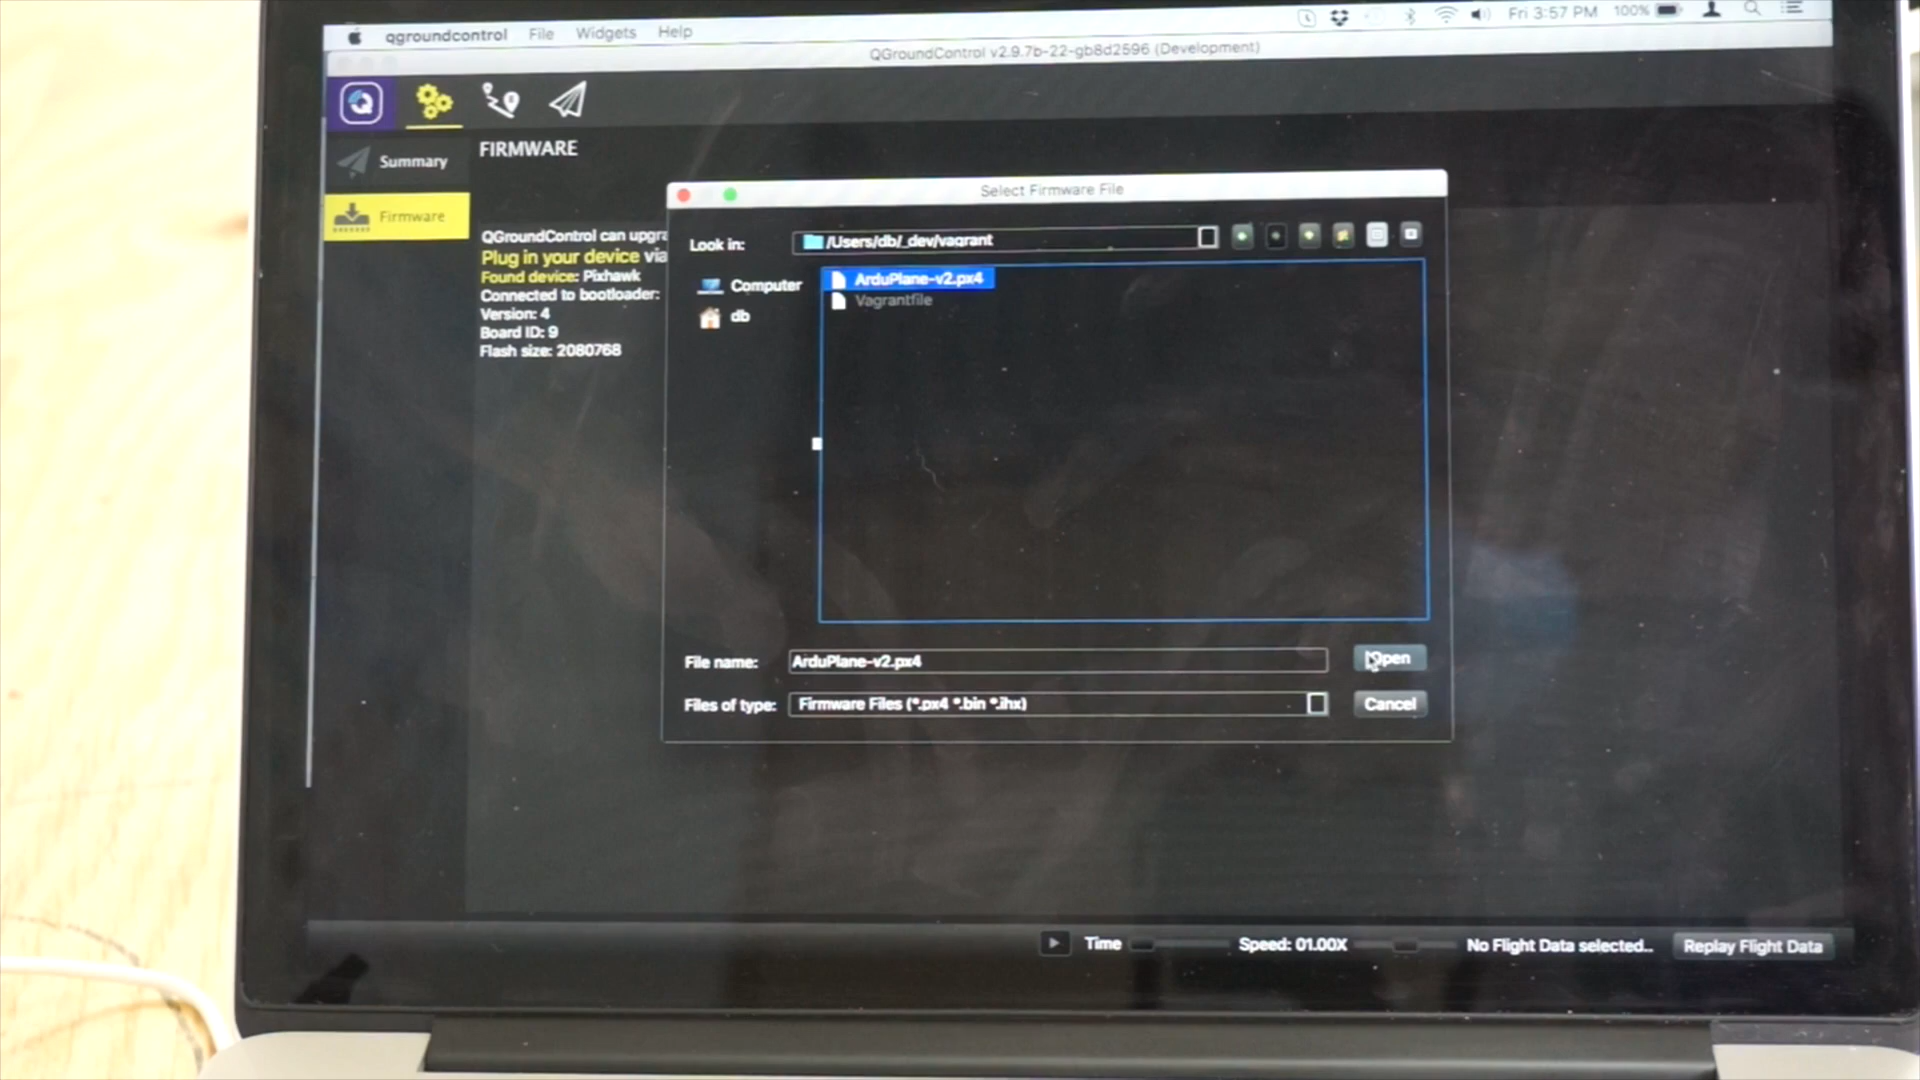 qgroundcontrol File Widgets Help Fri 3:57 PM 100%
QGroundControl v2.9.7b-22-gb8d2596 (Development)
Summary
Firmware
FIRMWARE
QGroundControl can upgra
Plug in your device via
Found device: Pixhawk
Connected to bootloader:
Version: 4
Board ID: 9
Flash size: 2080768
Select Firmware File
Look in: /Users/db/_dev/vagrant
Computer
db
ArduPlane-v2.px4
Vagrantfile
File name: ArduPlane-v2.px4 Open
Files of type: Firmware Files (*.px4 *.bin *.ihx) Cancel
Time Speed: 01.00X No Flight Data selected.. Replay Flight Data